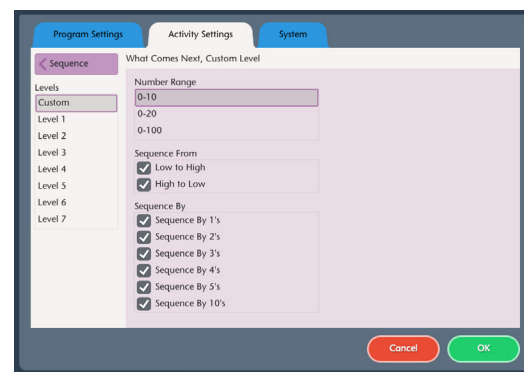 Program Settings
Activity Settings
System
Sequence
What Comes Next, Custom Level
Levels
Custom
Level 1
Level 2
Level 3
Level 4
Level 5
Level 6
Level 7
Number Range
0-10
0-20
0-100
Sequence From
Low to High
High to Low
Sequence By
Sequence By 1's
Sequence By 2's
Sequence By 3's
Sequence By 4's
Sequence By 5's
Sequence By 10's
Cancel
OK